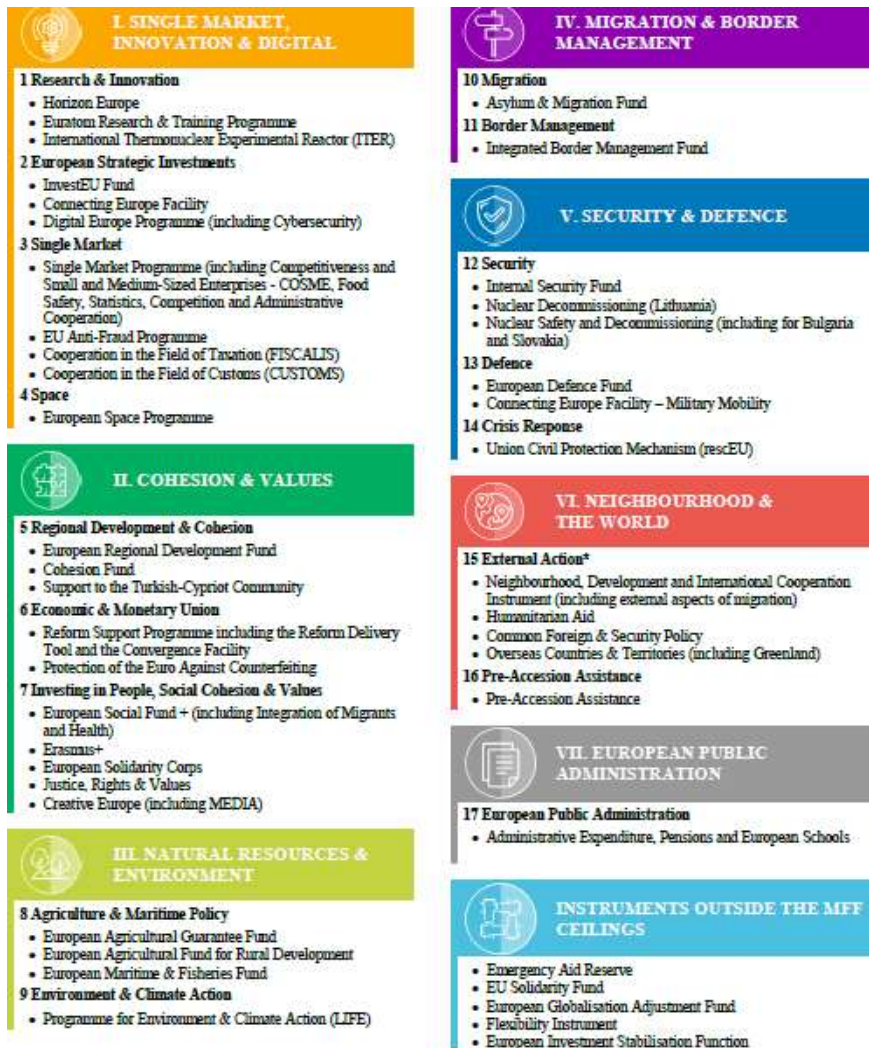 I. SINGLE MARKET,
INNOVATION & DIGITAL
1 Research & Innovation
• Horizon Europe
• Euratom Research & Training Programme
• International Thermonuclear Experimental Reactor (ITER)
2 European Strategic Investments
• InvestEU Fund
• Connecting Europe Facility
• Digital Europe Programme (including Cybersecurity)
3 Single Market
• Single Market Programme (including Competitiveness and
Small and Medium-Sized Enterprises - COSME, Food
Safety, Statistics, Competition and Administrative
Cooperation)
• EU Anti-Fraud Programme
• Cooperation in the Field of Taxation (FISCALIS)
• Cooperation in the Field of Customs (CUSTOMS)
4 Space
• European Space Programme
II. COHESION & VALUES
5 Regional Development & Cohesion
• European Regional Development Fund
• Cohesion Fund
• Support to the Turkish-Cypriot Community
6 Economic & Monetary Union
• Reform Support Programme including the Reform Delivery
Tool and the Convergence Facility
• Protection of the Euro Against Counterfeiting
7 Investing in People, Social Cohesion & Values
• European Social Fund + (including Integration of Migrants
and Health)
• Erasmus+
• European Solidarity Corps
• Justice, Rights & Values
• Creative Europe (including MEDIA)
III. NATURAL RESOURCES &
ENVIRONMENT
8 Agriculture & Maritime Policy
• European Agricultural Guarantee Fund
• European Agricultural Fund for Rural Development
• European Maritime & Fisheries Fund
9 Environment & Climate Action
• Programme for Environment & Climate Action (LIFE)
IV. MIGRATION & BORDER
MANAGEMENT
10 Migration
• Asylum & Migration Fund
11 Border Management
• Integrated Border Management Fund
V. SECURITY & DEFENCE
12 Security
• Internal Security Fund
• Nuclear Decommissioning (Lithuania)
• Nuclear Safety and Decommissioning (including for Bulgaria
and Slovakia)
13 Defence
• European Defence Fund
• Connecting Europe Facility – Military Mobility
14 Crisis Response
• Union Civil Protection Mechanism (rescEU)
VI. NEIGHBOURHOOD &
THE WORLD
15 External Action*
• Neighbourhood, Development and International Cooperation
Instrument (including external aspects of migration)
• Humanitarian Aid
• Common Foreign & Security Policy
• Overseas Countries & Territories (including Greenland)
16 Pre-Accession Assistance
• Pre-Accession Assistance
VII. EUROPEAN PUBLIC
ADMINISTRATION
17 European Public Administration
• Administrative Expenditure, Pensions and European Schools
INSTRUMENTS OUTSIDE THE MFF
CEILINGS
• Emergency Aid Reserve
• EU Solidarity Fund
• European Globalisation Adjustment Fund
• Flexibility Instrument
• European Investment Stabilisation Function